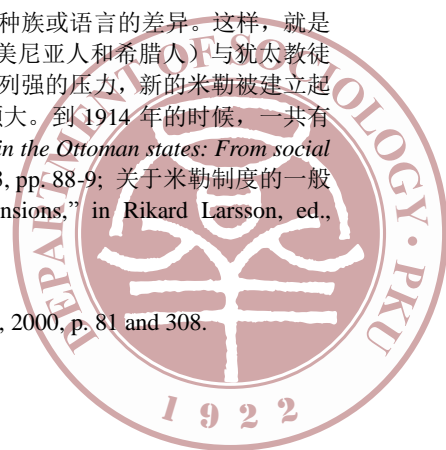 种族或语言的差异。这样，就是
美尼亚人和希腊人）与犹太教徒
列强的压力，新的米勒被建立起
大。到 1914 年的时候，一共有
in the Ottoman states: From social
, pp. 88-9; 关于米勒制度的一般
nsions,” in Rikard Larsson, ed.,
, 2000, p. 81 and 308.
DEPARTMENT OF SOCIOLOGY · PKU
1922